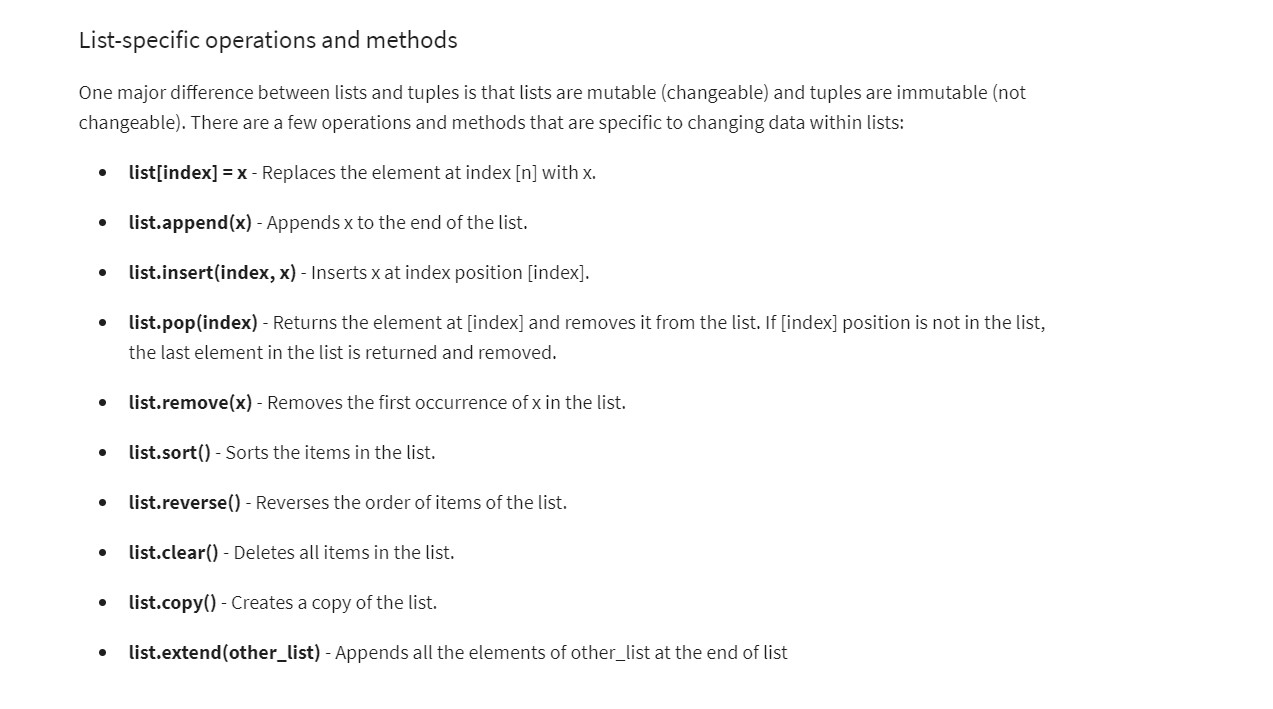 List-specific operations and methods
One major difference between lists and tuples is that lists are mutable (changeable) and tuples are immutable (not
changeable). There are a few operations and methods that are specific to changing data within lists:
• list[index] = x - Replaces the element at index [n] with x.
• list.append(x) - Appends x to the end of the list.
• list.insert(index, x) - Inserts x at index position [index].
• list.pop(index) - Returns the element at [index] and removes it from the list. If [index] position is not in the list,
the last element in the list is returned and removed.
• list.remove(x) - Removes the first occurrence of x in the list.
• list.sort() - Sorts the items in the list.
• list.reverse() - Reverses the order of items of the list.
• list.clear() - Deletes all items in the list.
• list.copy() - Creates a copy of the list.
• list.extend(other_list) - Appends all the elements of other_list at the end of list